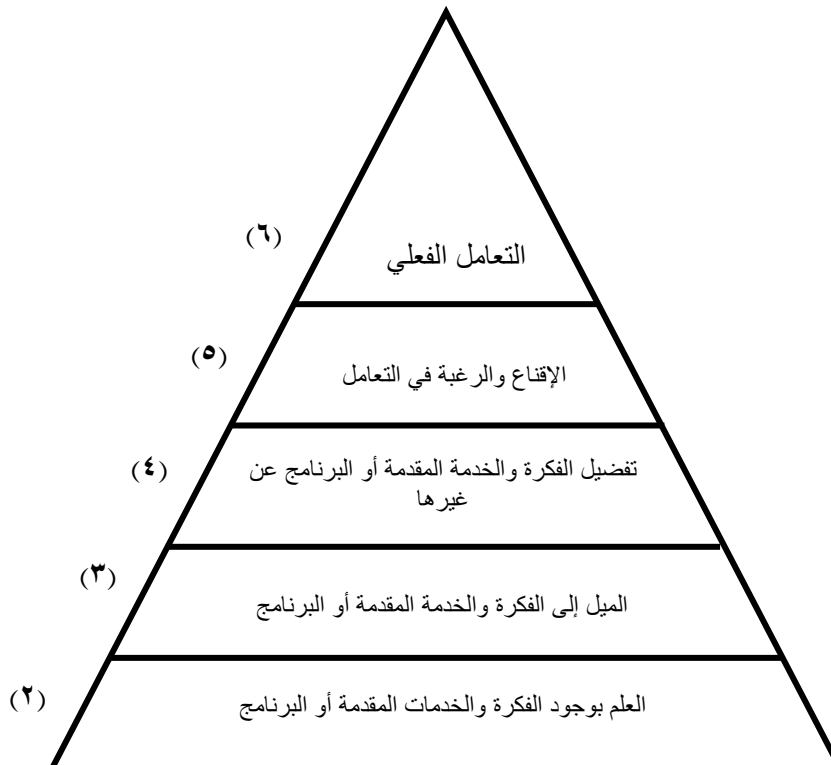 (٦)
التعامل الفعلي
(٥)
الإقناع والرغبة في التعامل
(٤)
تفضيل الفكرة والخدمة المقدمة أو البرنامج عن
غيرها
(٣)
الميل إلى الفكرة والخدمة المقدمة أو البرنامج
(٢)
العلم بوجود الفكرة والخدمات المقدمة أو البرنامج